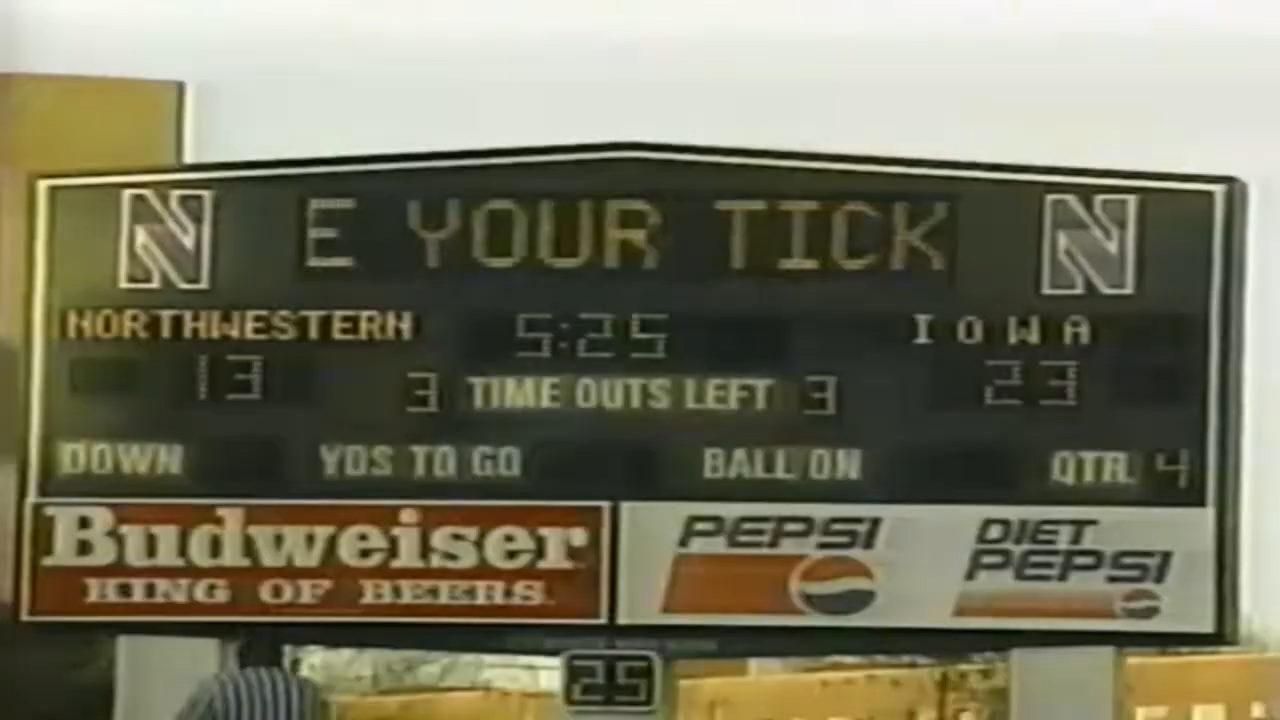 N E YOUR TICK N
NORTHWESTERN 5:25 IOWA
13 3 TIME OUTS LEFT 3 23
DOWN YDS TO GO BALL ON QTR. 4
Budweiser
KING OF BEERS.
PEPSI
DIET
PEPSI
25